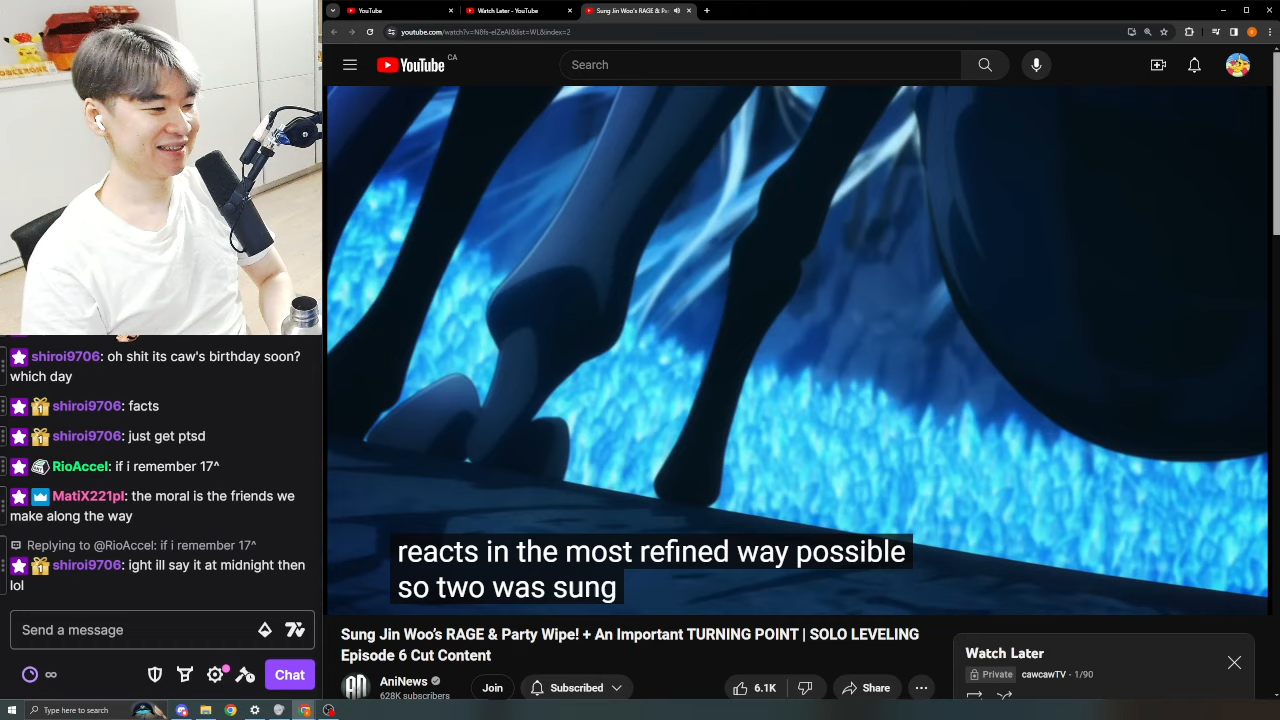 YouTube
Watch Later - YouTube
Sung Jin Woo's RAGE & Pa
youtube.com/watch?v=N8fs-eIZeAI&list=WL&index=2
YouTube CA
Search
reacts in the most refined way possible
so two was sung
Sung Jin Woo's RAGE & Party Wipe! + An Important TURNING POINT | SOLO LEVELING
Episode 6 Cut Content
AniNews
628K subscribers
Join
Subscribed
6.1K
Share
Watch Later
Private cawcawTV - 1/90
shiroi9706: oh shit its caw's birthday soon?
which day
shiroi9706: facts
shiroi9706: just get ptsd
RioAccel: if i remember 17^
MatiX221pl: the moral is the friends we
make along the way
Replying to @RioAccel: if i remember 17^
shiroi9706: ight ill say it at midnight then
lol
Send a message
Chat
Type here to search